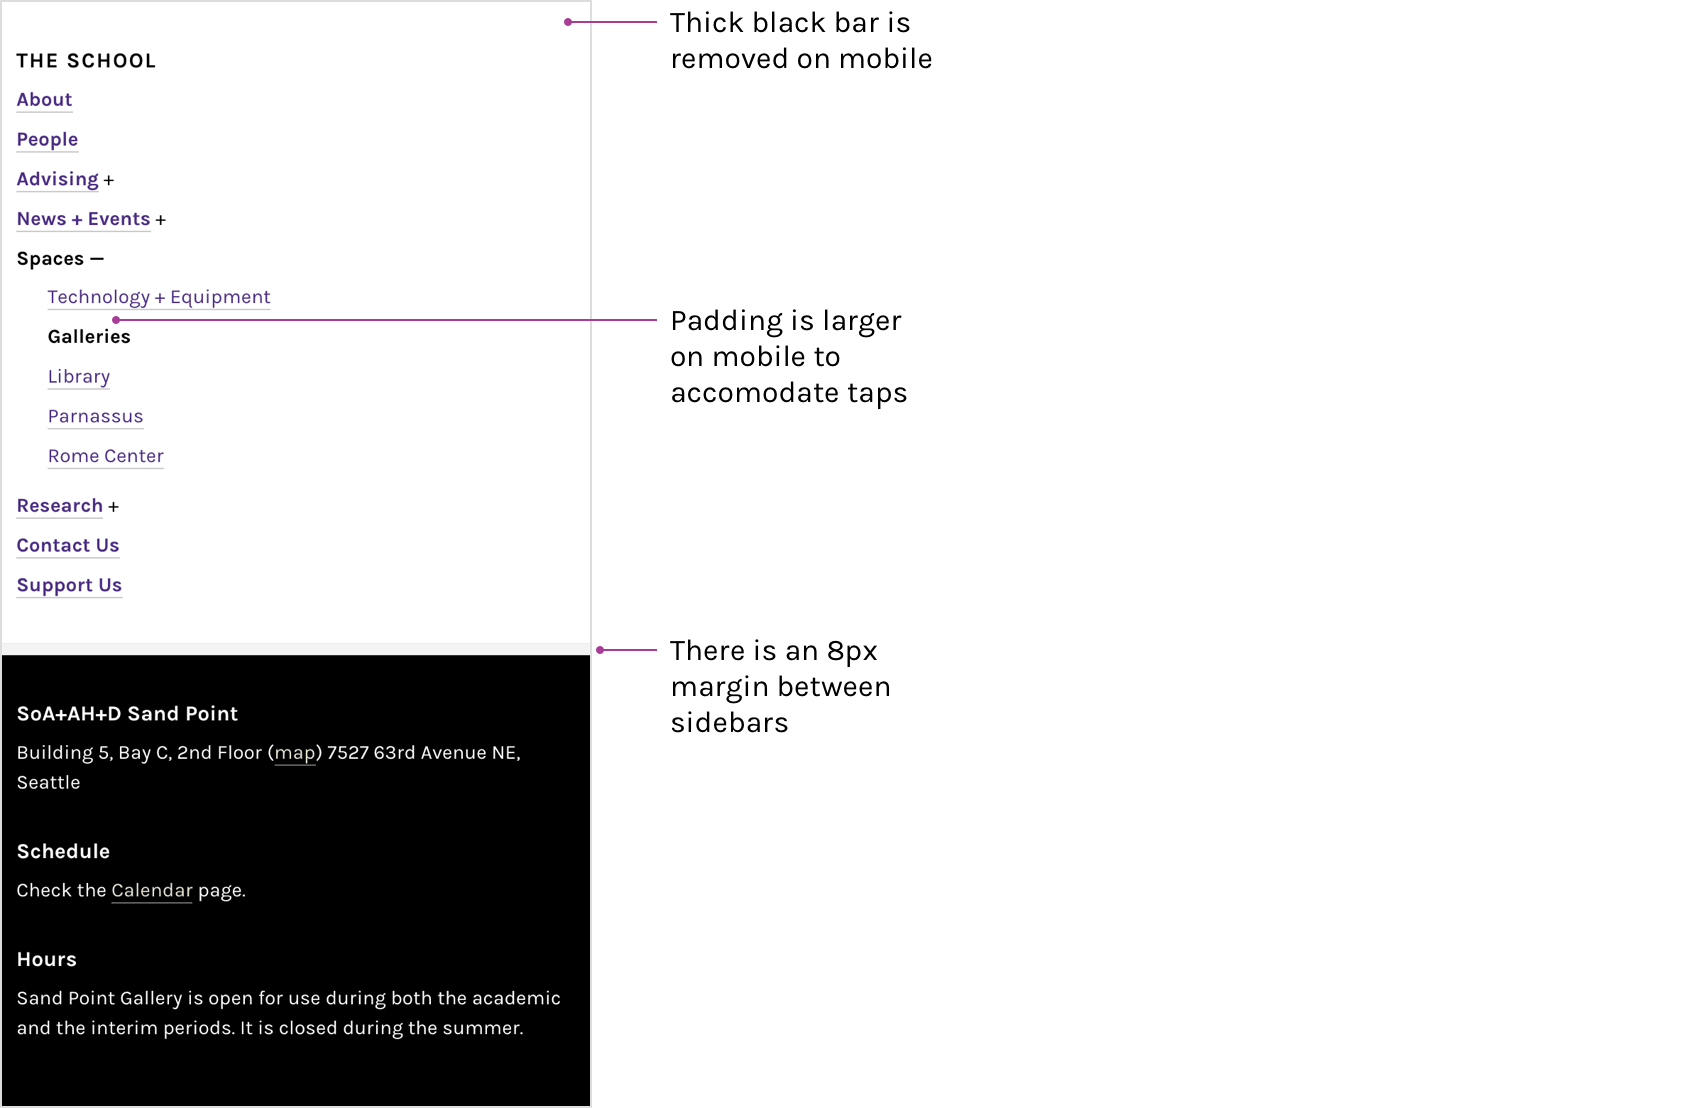 THE SCHOOL
About
People
Advising +
News + Events +
Spaces –
Technology + Equipment
Galleries
Library
Parnassus
Rome Center
Research +
Contact Us
Support Us
SoA+AH+D Sand Point
Building 5, Bay C, 2nd Floor (map) 7527 63rd Avenue NE,
Seattle
Schedule
Check the Calendar page.
Hours
Sand Point Gallery is open for use during both the academic
and the interim periods. It is closed during the summer.
Thick black bar is
removed on mobile
Padding is larger
on mobile to
accomodate taps
There is an 8px
margin between
sidebars